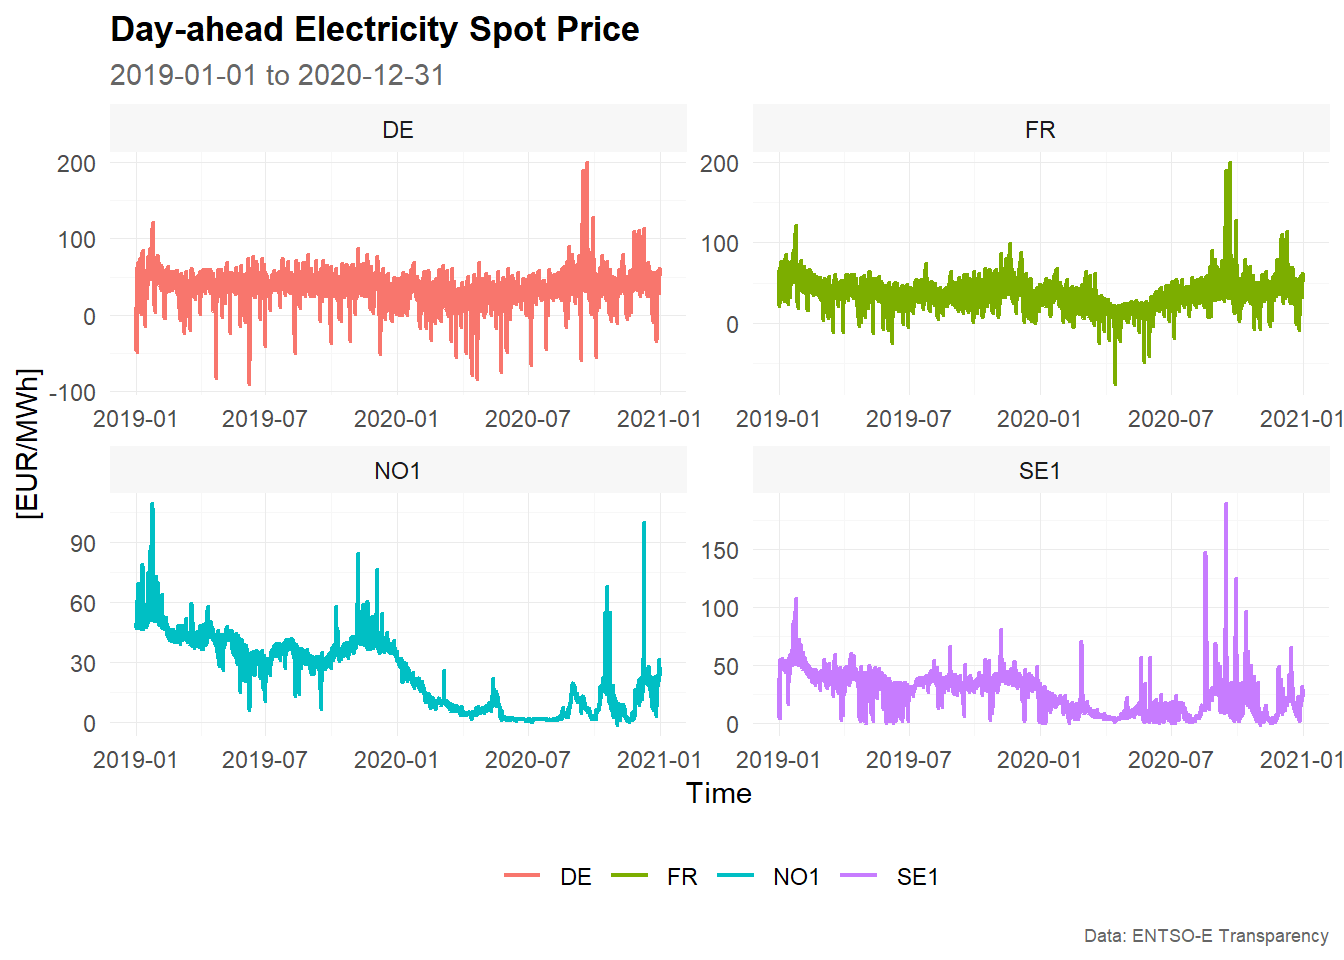 Day-ahead Electricity Spot Price
2019-01-01 to 2020-12-31
DE
FR
200
100
0
-100
200
100
0
2019-01 2019-07 2020-01 2020-07 2021-01
2019-01 2019-07 2020-01 2020-07 2021-01
[EUR/MWh]
NO1
SE1
90
60
30
0
150
100
50
0
2019-01 2019-07 2020-01 2020-07 2021-01
2019-01 2019-07 2020-01 2020-07 2021-01
Time
DE FR NO1 SE1
Data: ENTSO-E Transparency